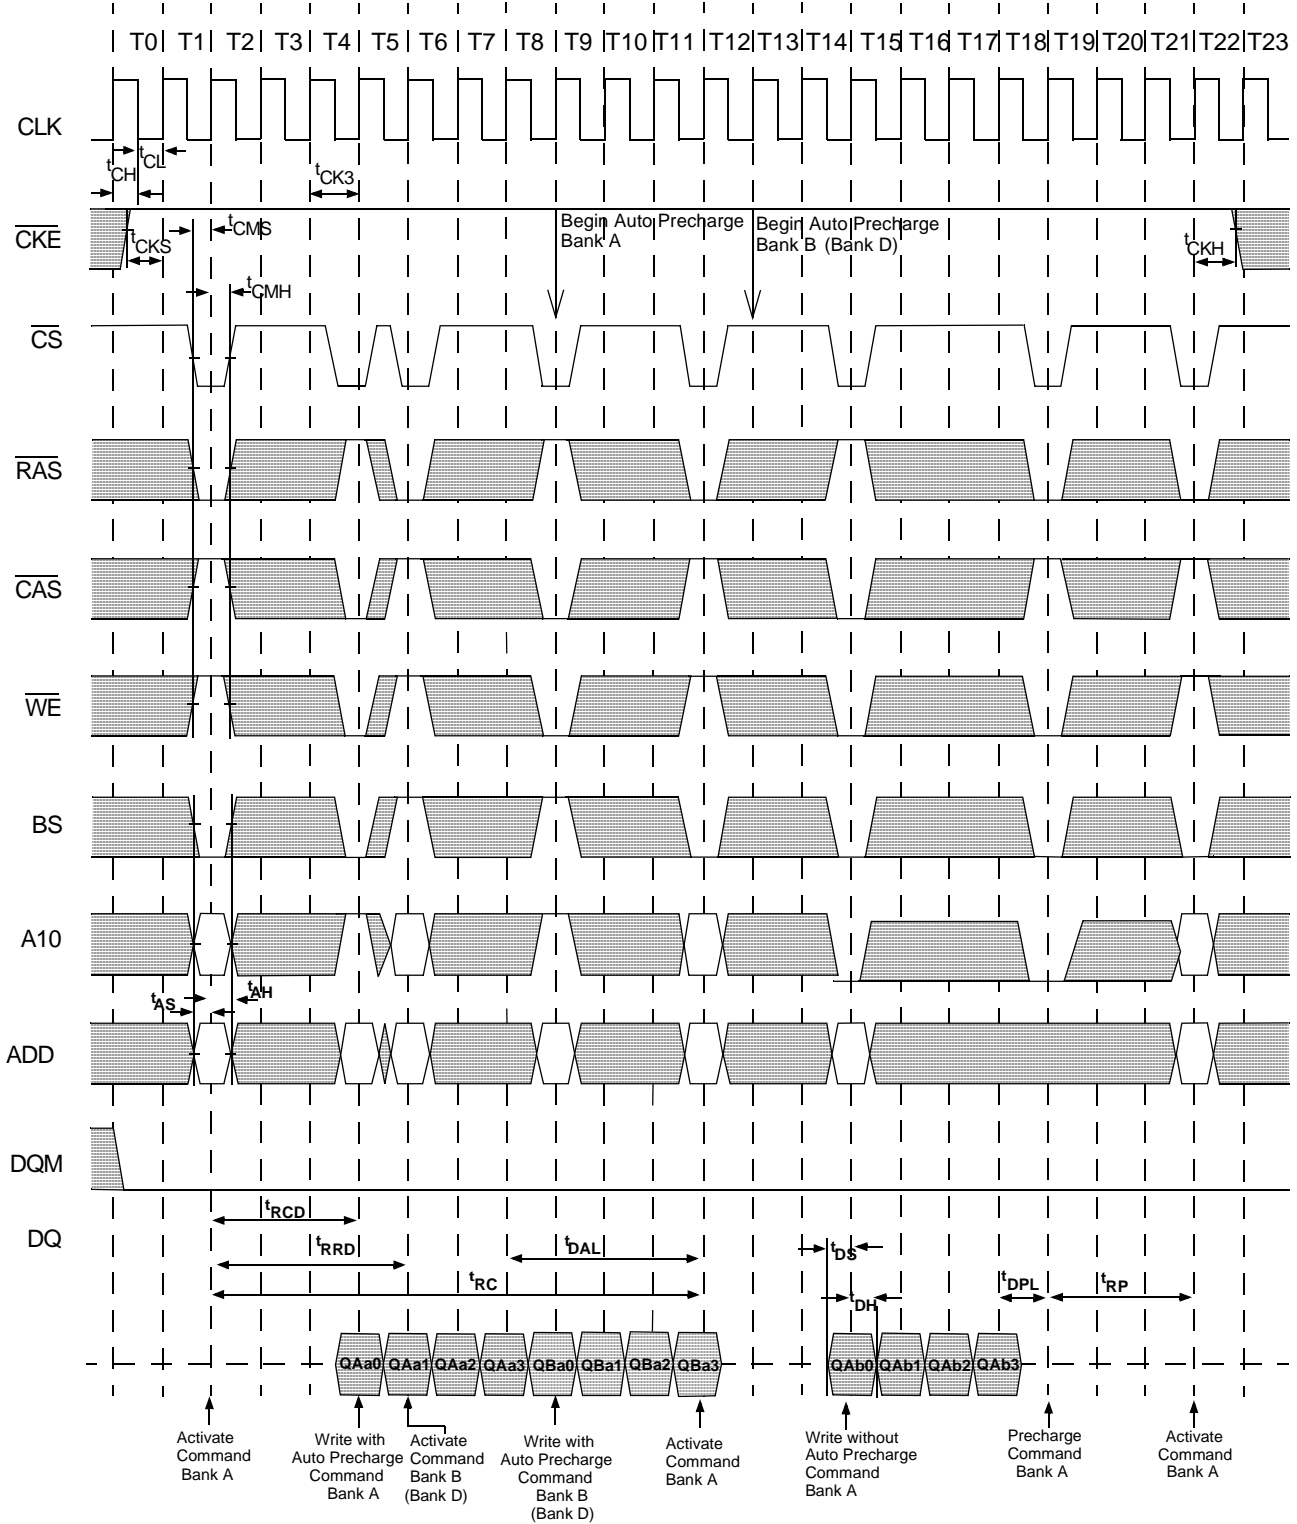 T0 T1 T2 T3 T4 T5 T6 T7 T8 T9 T10 T11 T12 T13 T14 T15 T16 T17 T18 T19 T20 T21 T22 T23
CLK
tCH tCL
tCK3
CKE
tCKS
tCMS
Begin Auto Precharge
Bank A
Begin Auto Precharge
Bank B (Bank D)
tCKH
tCMH
CS
RAS
CAS
WE
BS
A10
tAS
tAH
ADD
DQM
DQ
tRCD
tRRD
tDAL
tDS
tRC
tDH
tDPL
tRP
QAa0 QAa1 QAa2 QAa3 QBa0 QBa1 QBa2 QBa3 QAb0 QAb1 QAb2 QAb3
Activate
Command
Bank A
Write with
Auto Precharge
Command
Bank A
Activate
Command
Bank B
(Bank D)
Write with
Auto Precharge
Command
Bank B
(Bank D)
Activate
Command
Bank A
Write without
Auto Precharge
Command
Bank A
Precharge
Command
Bank A
Activate
Command
Bank A